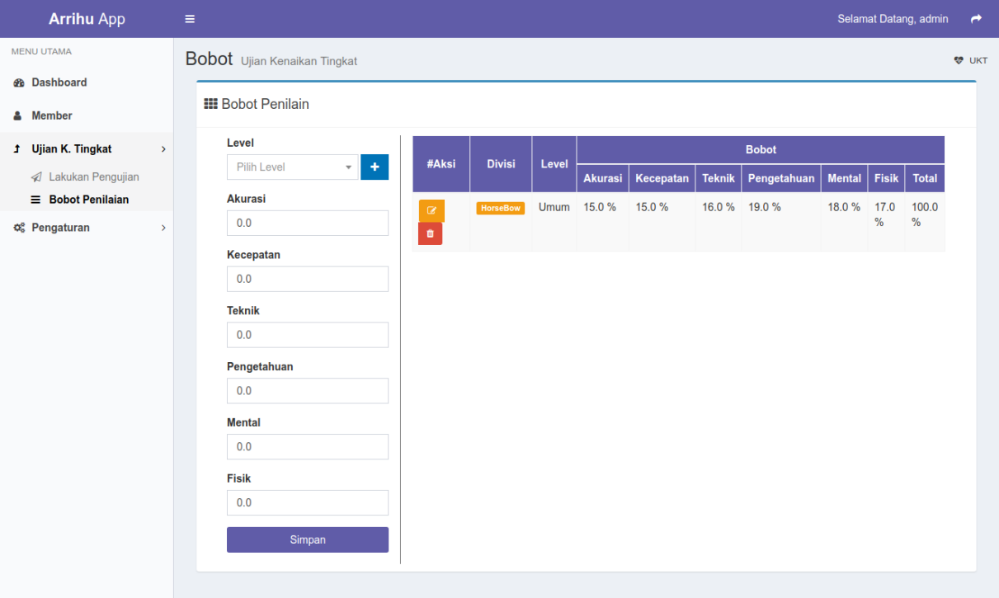 Arrihu App
Selamat Datang, admin
MENU UTAMA
Dashboard
Member
Ujian K. Tingkat
Lakukan Pengujian
Bobot Penilaian
Pengaturan
Bobot Ujian Kenaikan Tingkat
UKT
Bobot Penilain
Level
Pilih Level
+
Akurasi
0.0
Kecepatan
0.0
Teknik
0.0
Pengetahuan
0.0
Mental
0.0
Fisik
0.0
Simpan
#Aksi Divisi Level Bobot
Akurasi Kecepatan Teknik Pengetahuan Mental Fisik Total
HorseBow Umum 15.0 % 15.0 % 16.0 % 19.0 % 18.0 % 17.0 % 100.0 %